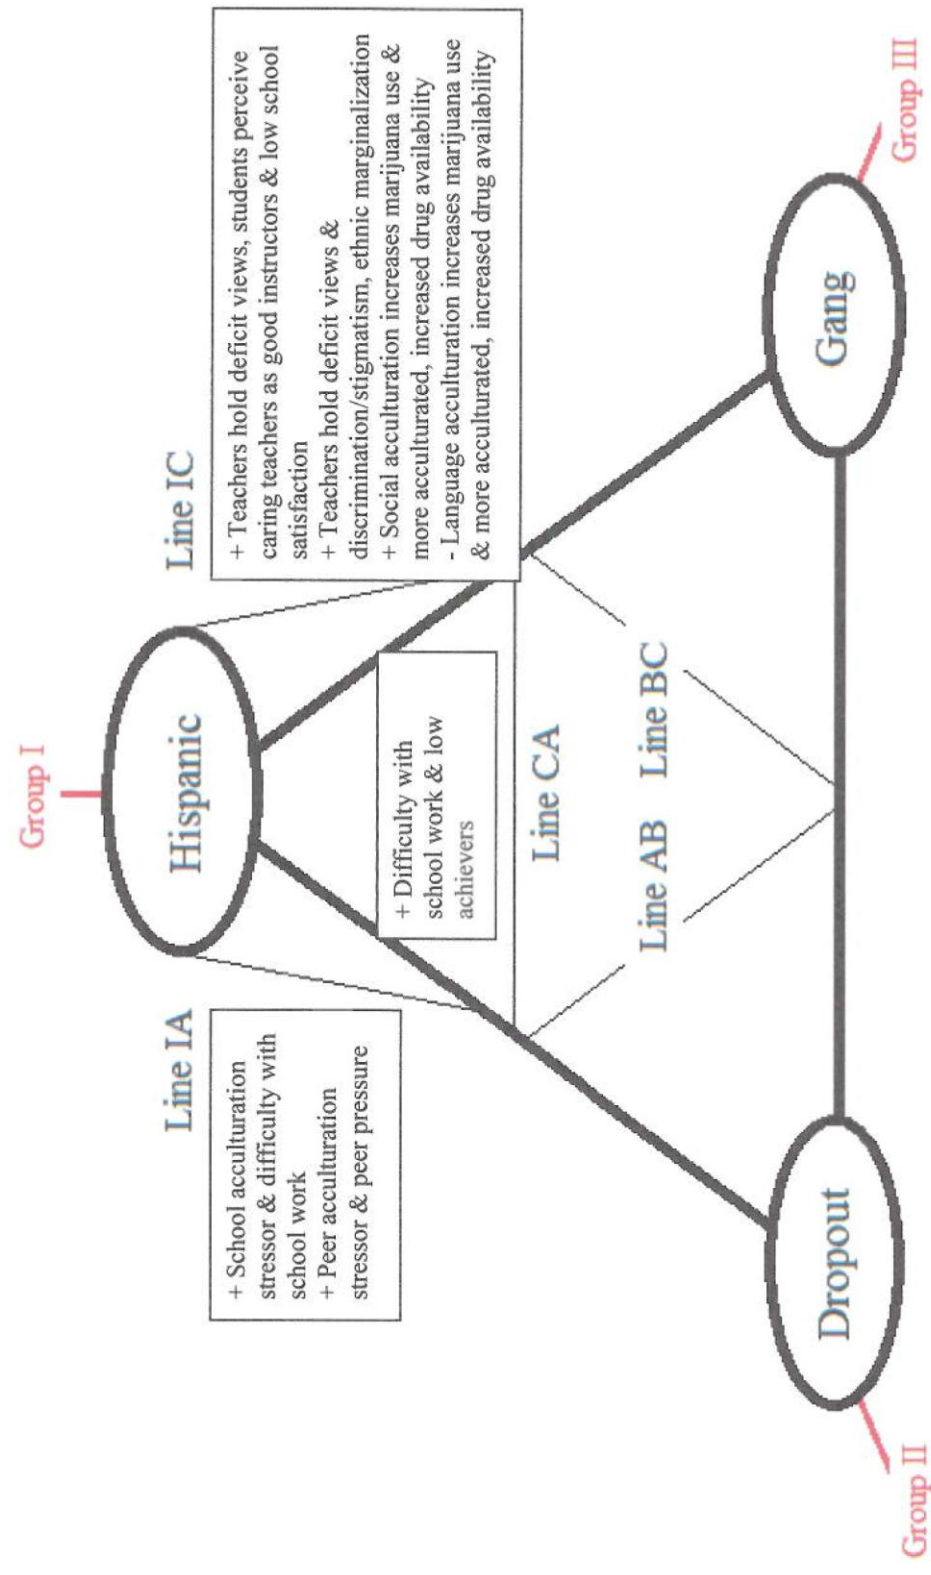 Group I
Hispanic
Line IA
+ School acculturation
stressor & difficulty with
school work
+ Peer acculturation
stressor & peer pressure
Line IC
+ Teachers hold deficit views, students perceive
caring teachers as good instructors & low school
satisfaction
+ Teachers hold deficit views &
discrimination/stigmatism, ethnic marginalization
+ Social acculturation increases marijuana use &
more acculturated, increased drug availability
- Language acculturation increases marijuana use
& more acculturated, increased drug availability
+ Difficulty with
school work & low
achievers
Line CA
Line AB
Line BC
Dropout
Gang
Group II
Group III